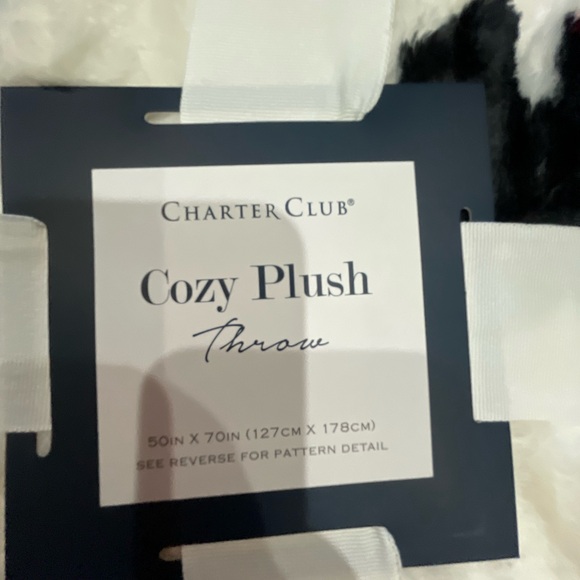 CHARTER CLUB®
Cozy Plush
Throw
50IN X 70IN (127CM X 178CM)
SEE REVERSE FOR PATTERN DETAIL